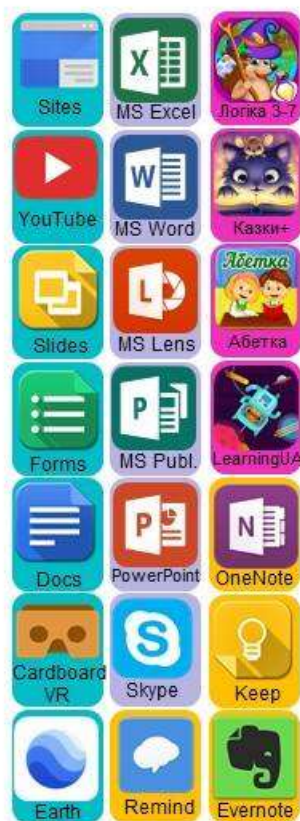 Sites
MS Excel
Логіка 3-7
YouTube
MS Word
Казки+
Slides
MS Lens
Абетка
Абетка
Forms
MS Publ.
LearningUA
Docs
PowerPoint
OneNote
Cardboard
VR
Skype
Keep
Earth
Remind
Evernote